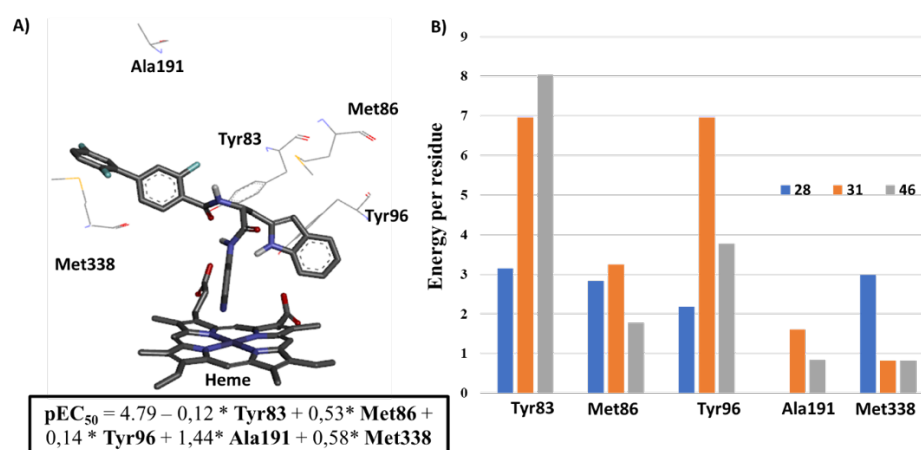 A)
Ala191
Met86
Tyr83
Tyr96
Met338
Heme
pEC50 = 4.79 – 0,12 * Tyr83 + 0,53* Met86 +
0,14 * Tyr96 + 1,44* Ala191 + 0,58* Met338
B)
Energy per residue
9
8
7
6
5
4
3
2
1
0
28 31 46
Tyr83 Met86 Tyr96 Ala191 Met338